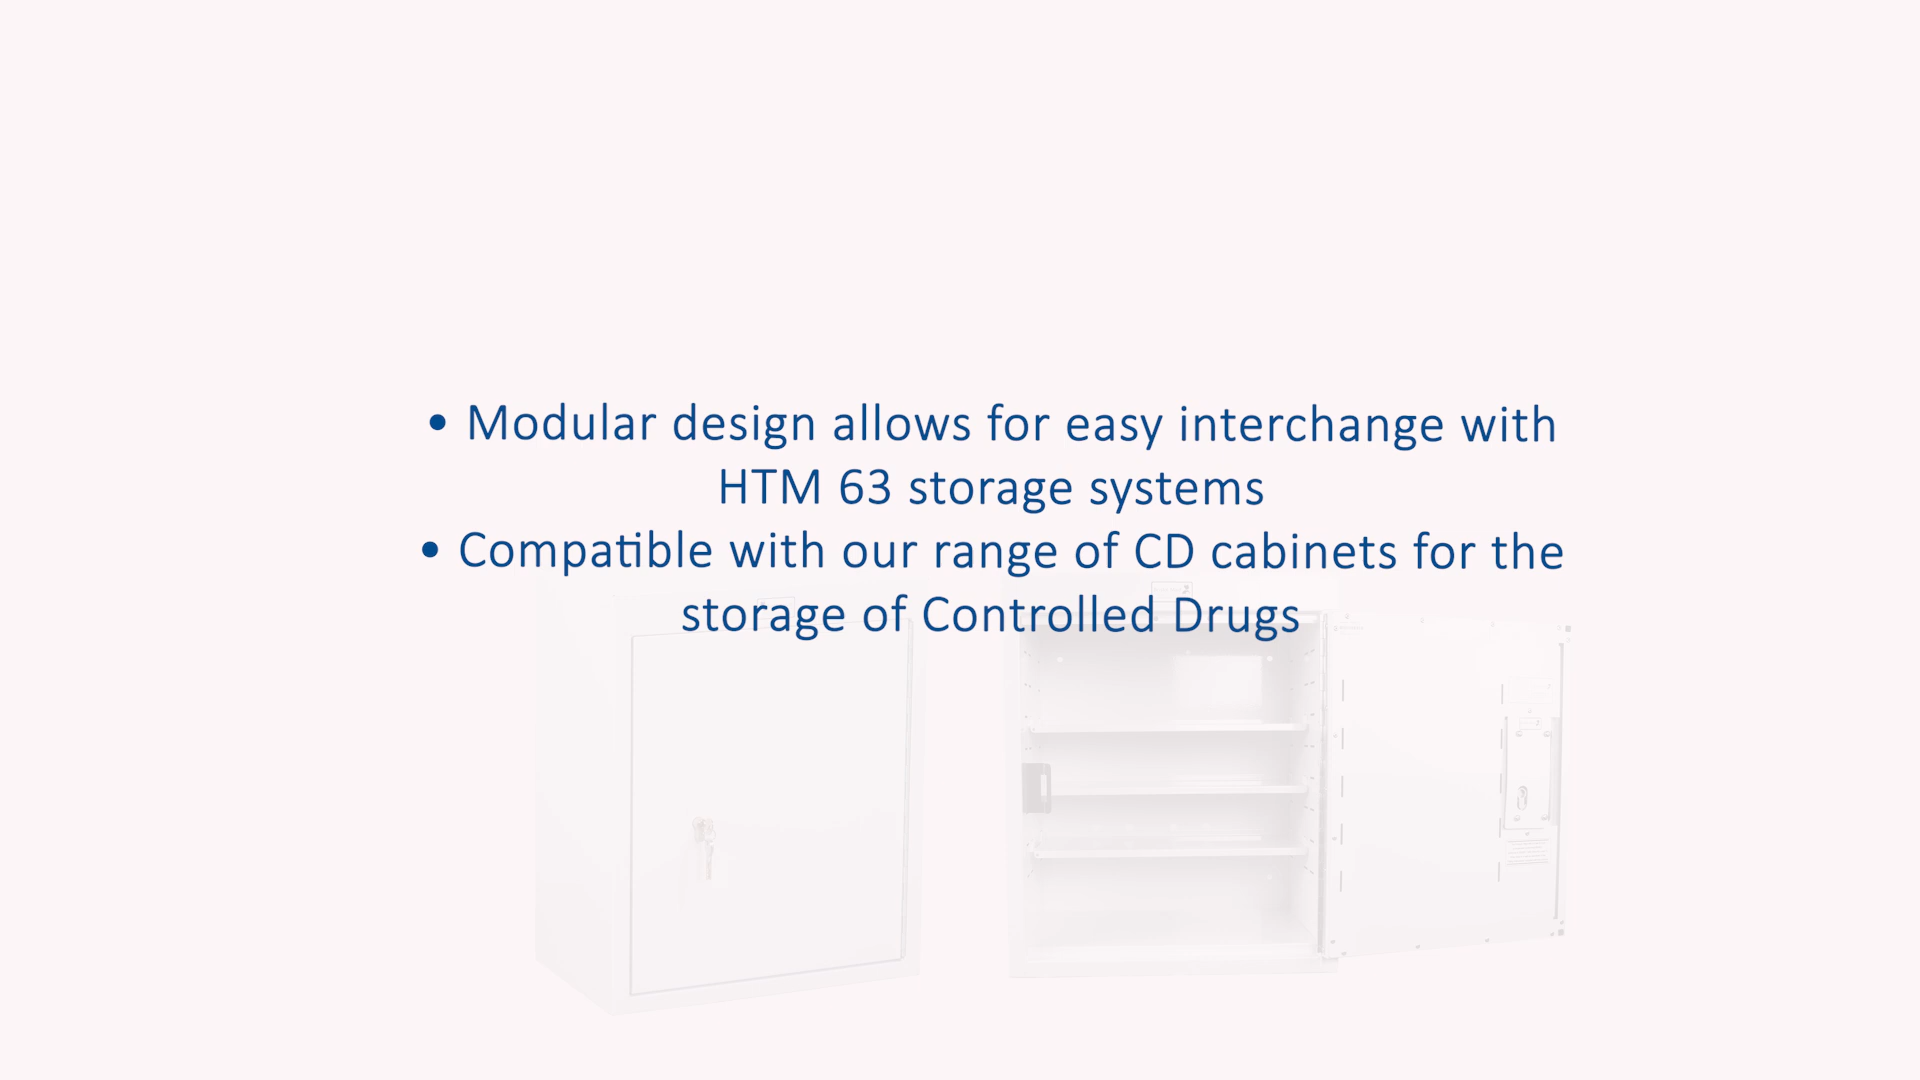 • Modular design allows for easy interchange with
HTM 63 storage systems
• Compatible with our range of CD cabinets for the
storage of Controlled Drugs